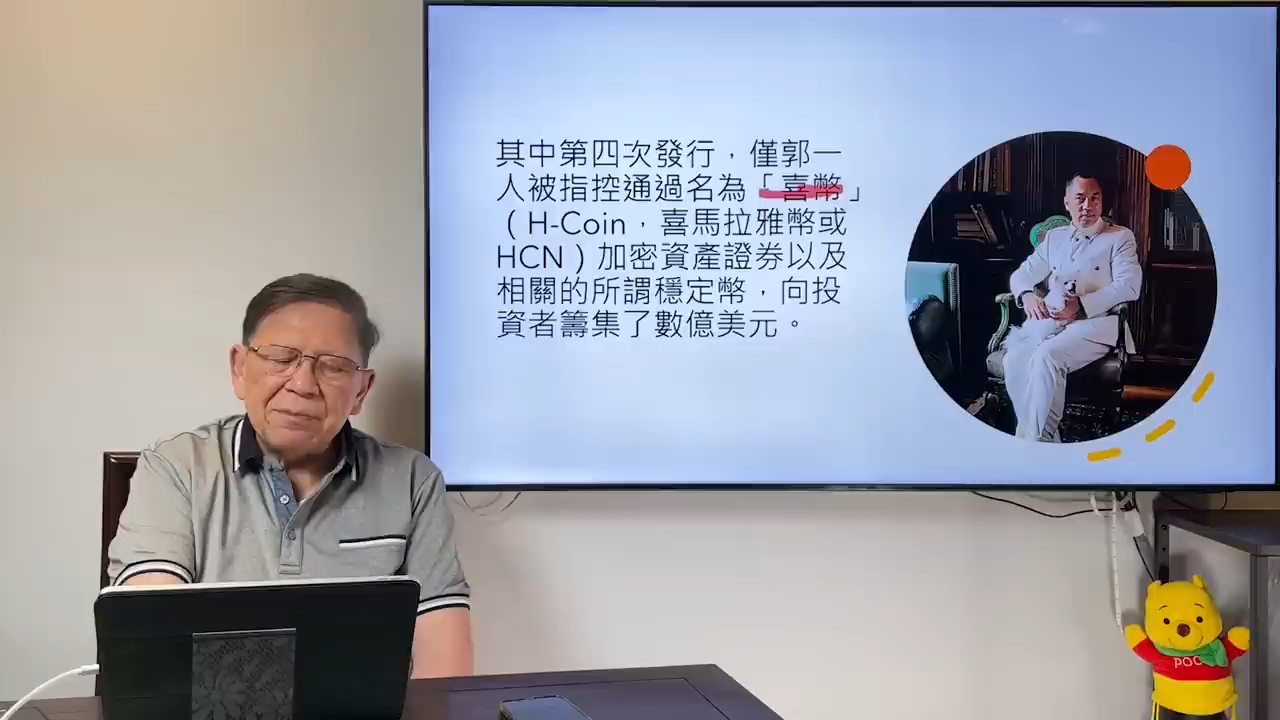 其中第四次發行，僅郭一
人被指控通過名為「喜幣」
（H-Coin，喜馬拉雅幣或
HCN）加密資產證券以及
相關的所謂穩定幣，向投
資者籌集了數億美元。
POO